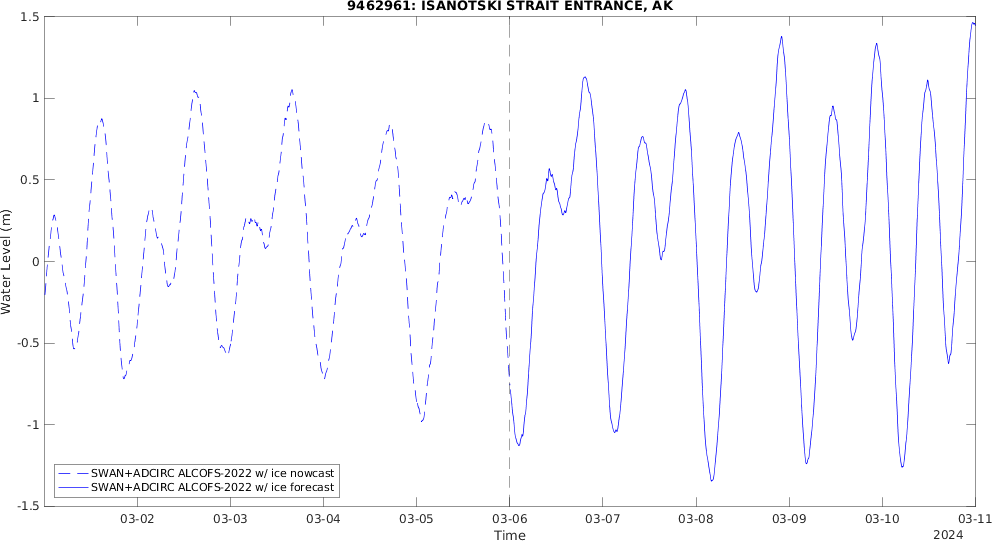 9462961: ISANOTSKI STRAIT ENTRANCE, AK
1.5
1
0.5
0
-0.5
-1
-1.5
Water Level (m)
SWAN+ADCIRC ALCOFS-2022 w/ ice nowcast
SWAN+ADCIRC ALCOFS-2022 w/ ice forecast
03-02 03-03 03-04 03-05 03-06 03-07 03-08 03-09 03-10 03-11
Time
2024